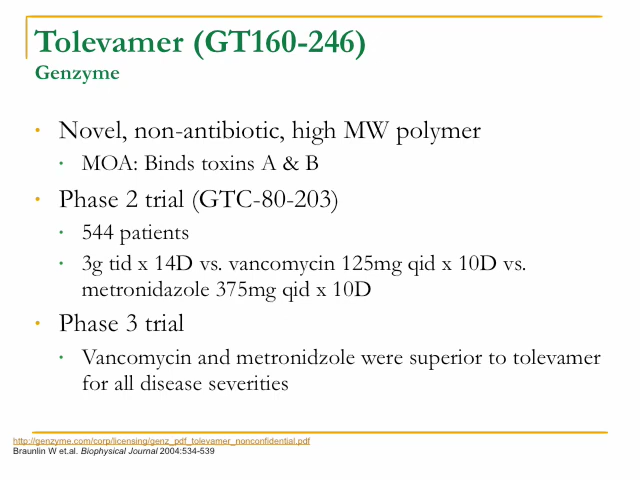 Tolevamer (GT160-246)
Genzyme
• Novel, non-antibiotic, high MW polymer
• MOA: Binds toxins A & B
• Phase 2 trial (GTC-80-203)
• 544 patients
• 3g tid x 14D vs. vancomycin 125mg qid x 10D vs.
metronidazole 375mg qid x 10D
• Phase 3 trial
• Vancomycin and metronidzole were superior to tolevamer
for all disease severities
http://genzyme.com/corp/licensing/genz_pdf_tolevamer_nonconfidential.pdf
Braunlin W et.al. Biophysical Journal 2004:534-539